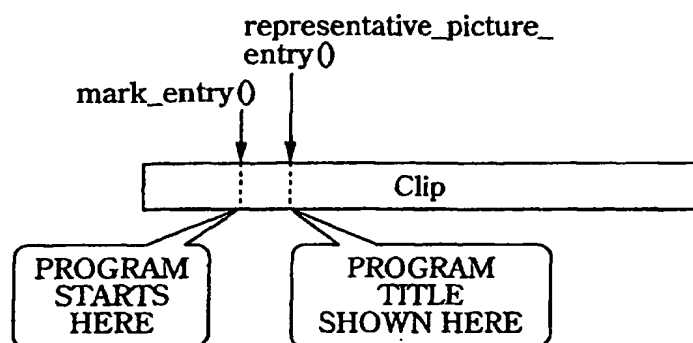 representative_picture_
entry()
mark_entry()
Clip
PROGRAM
STARTS
HERE
PROGRAM
TITLE
SHOWN HERE